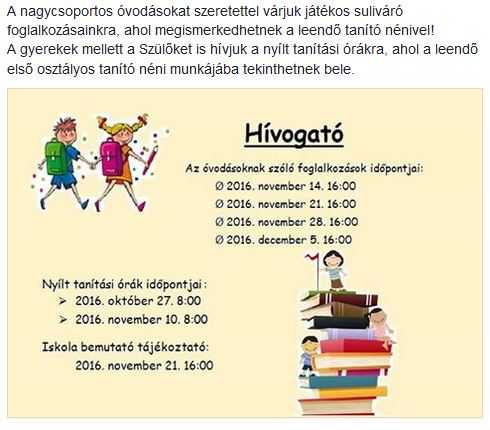 A nagycsoportos óvodásokat szeretettel várjuk játékos suliváró
foglalkozásainkra, ahol megismerkedhetnek a leendő tanító nénivel!
A gyerekek mellett a Szülőket is hívjuk a nyílt tanítási órákra, ahol a leendő
első osztályos tanító néni munkájába tekinthetnek bele.
Hívogató
Az óvodásoknak szóló foglalkozások időpontjai:
Ø 2016. november 14. 16:00
Ø 2016. november 21. 16:00
Ø 2016. november 28. 16:00
Ø 2016. december 5. 16:00
Nyílt tanítási órák időpontjai:
➢ 2016. október 27. 8:00
➢ 2016. november 10. 8:00
Iskola bemutató tájékoztató:
2016. november 21. 16:00